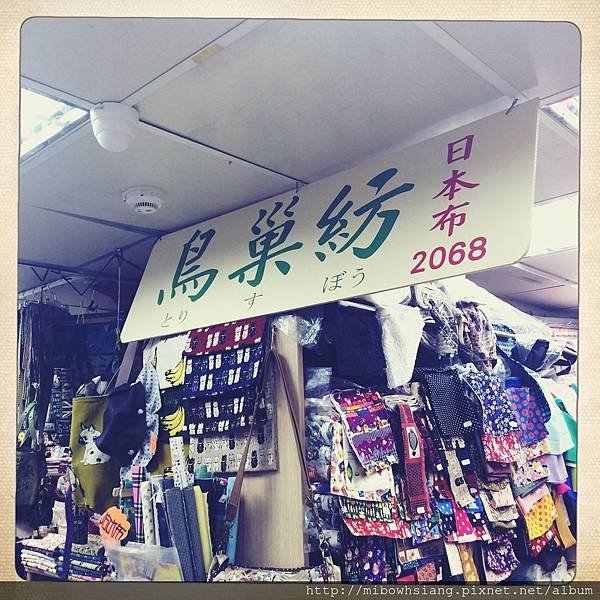 鳥巢紡
とり す ぼう
日本布
2068
http://mibowhsiang.pixnet.net/album